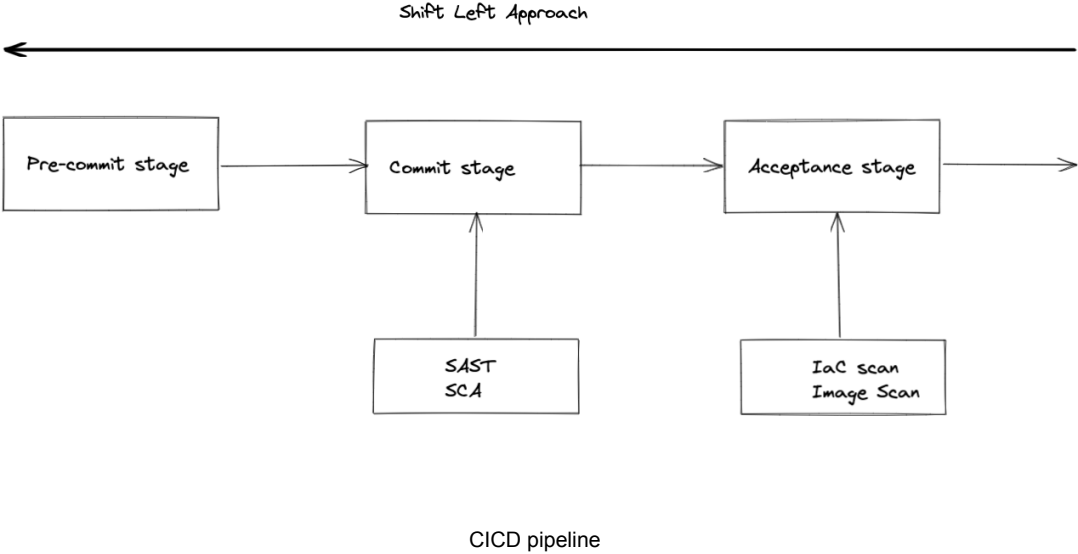 Shift Left Approach
Pre-commit stage
Commit stage
Acceptance stage
SAST
SCA
IaC scan
Image Scan
CICD pipeline